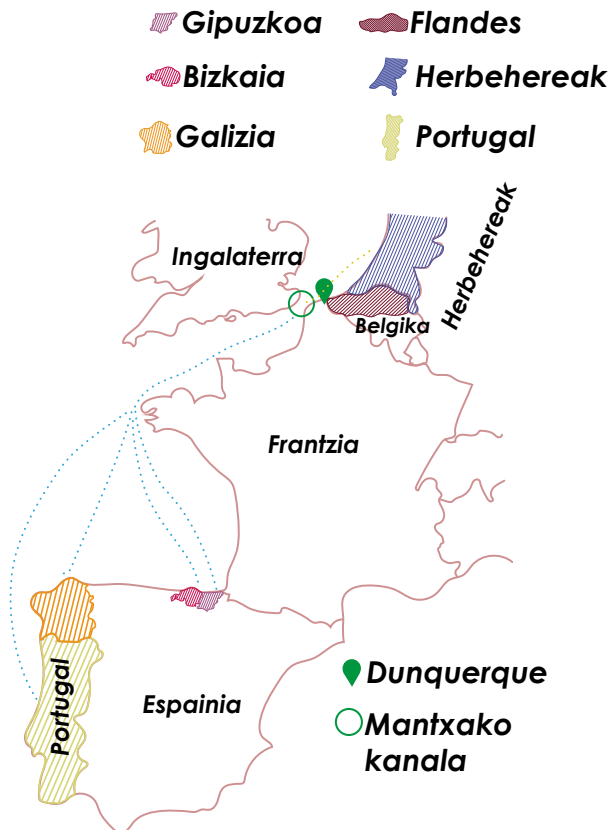 Gipuzkoa
Flandes
Bizkaia
Herbehereak
Galizia
Portugal
Ingalaterra
Herbehereak
Belgika
Frantzia
Portugal
Espainia
Dunquerque
Mantxako
kanala